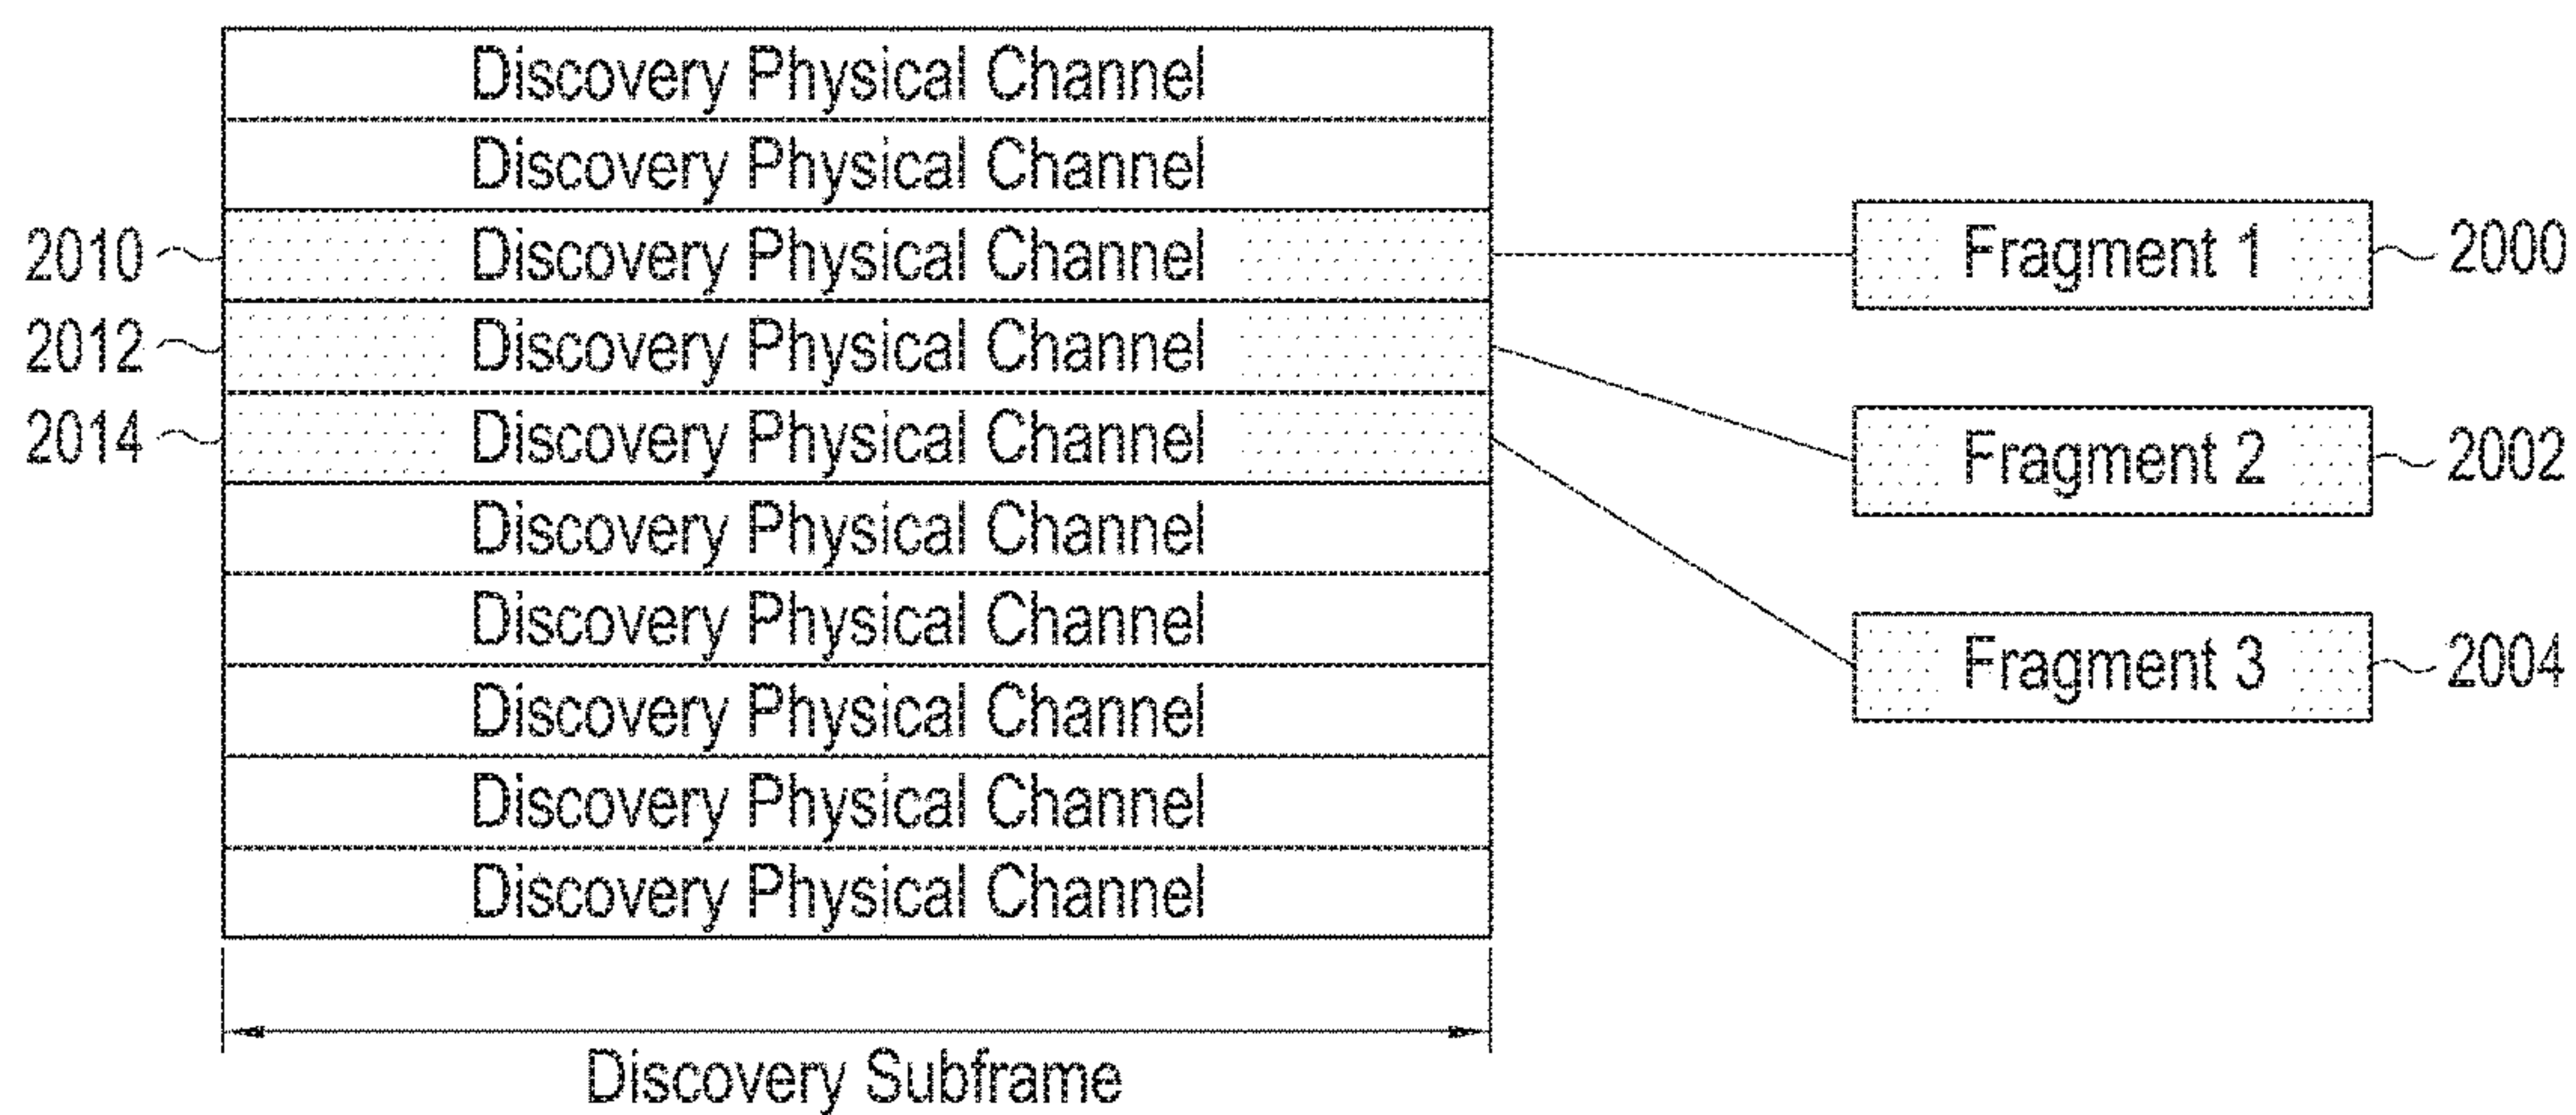 Discovery Physical Channel
Discovery Physical Channel
2010 Discovery Physical Channel Fragment 1 2000
2012 Discovery Physical Channel
2014 Discovery Physical Channel Fragment 2 2002
Discovery Physical Channel
Discovery Physical Channel Fragment 3 2004
Discovery Physical Channel
Discovery Physical Channel
Discovery Physical Channel
Discovery Subframe